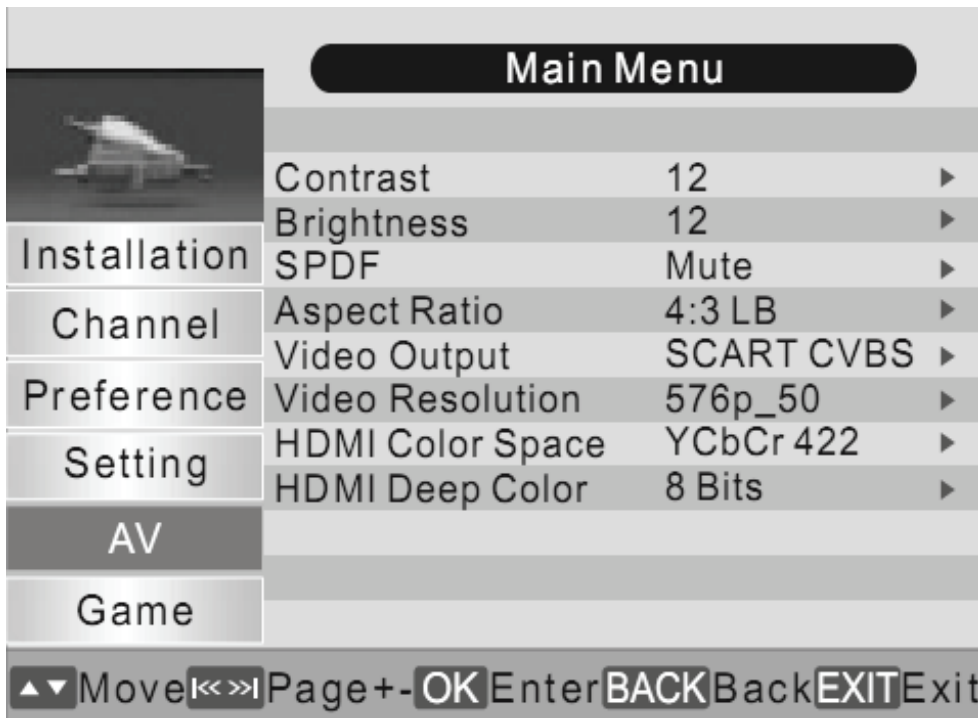 Main Menu
Installation
Channel
Preference
Setting
AV
Game
Contrast 12
Brightness 12
SPDF Mute
Aspect Ratio 4:3 LB
Video Output SCART CVBS
Video Resolution 576p_50
HDMI Color Space YCbCr 422
HDMI Deep Color 8 Bits
Move Page+- OK Enter BACK Back EXIT Exit